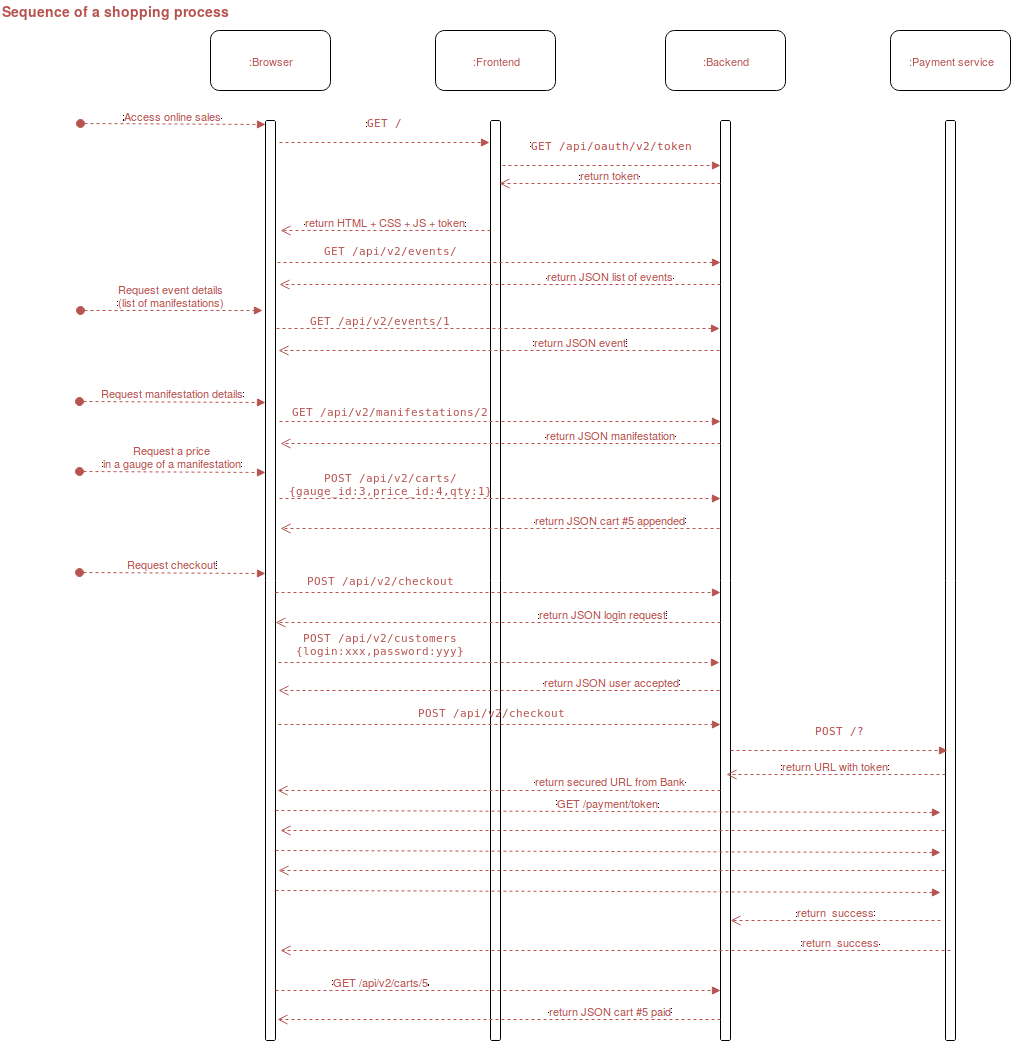 Sequence of a shopping process
:Browser
:Frontend
:Backend
:Payment service
Access online sales
GET /
GET /api/oauth/v2/token
return token
return HTML + CSS + JS + token
GET /api/v2/events/
return JSON list of events
Request event details
(list of manifestations)
GET /api/v2/events/1
return JSON event
Request manifestation details
GET /api/v2/manifestations/2
return JSON manifestation
Request a price
in a gauge of a manifestation
POST /api/v2/carts/
{gauge_id:3,price_id:4,qty:1}
return JSON cart #5 appended
Request checkout
POST /api/v2/checkout
return JSON login request
POST /api/v2/customers
{login:xxx,password:yyy}
return JSON user accepted
POST /api/v2/checkout
POST /?
return URL with token
return secured URL from Bank
GET /payment/token
return success
return success
GET /api/v2/carts/5
return JSON cart #5 paid